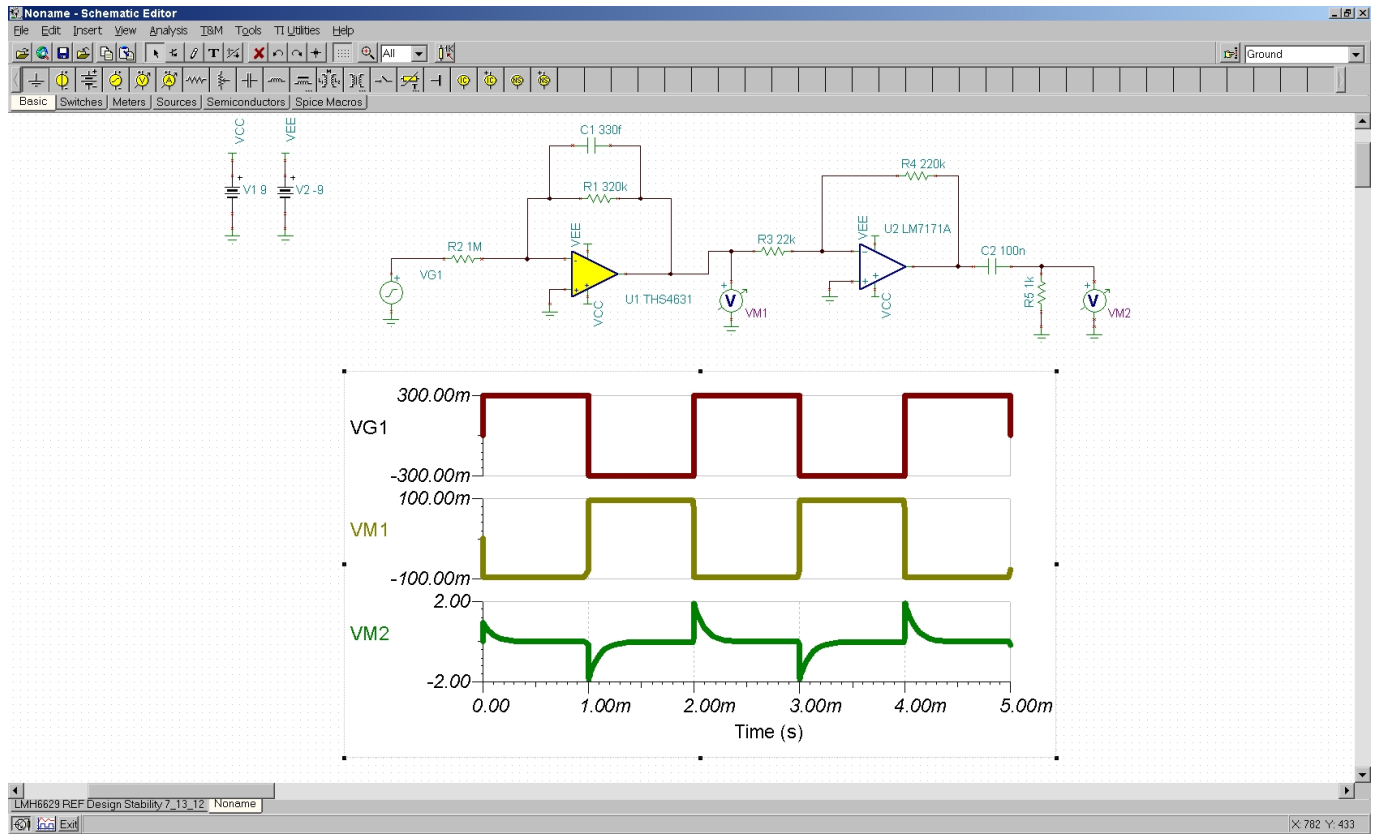 Noname - Schematic Editor
File Edit Insert View Analysis T&M Tools TI Utilities Help
All
Ground
Basic Switches Meters Sources Semiconductors Spice Macros
VCC
VEE
V1 9
V2 -9
C1 330f
R1 320k
R2 1M
VG1
VEE
VCC
U1 THS4631
R3 22k
VM1
R4 220k
VEE
U2 LM7171A
VCC
C2 100n
R5 1k
VM2
300.00m
VG1
-300.00m
100.00m
VM1
-100.00m
2.00
VM2
-2.00
0.00 1.00m 2.00m 3.00m 4.00m 5.00m
Time (s)
LMH6629 REF Design Stability 7_13_12 Noname
Exit
X: 782 Y: 433